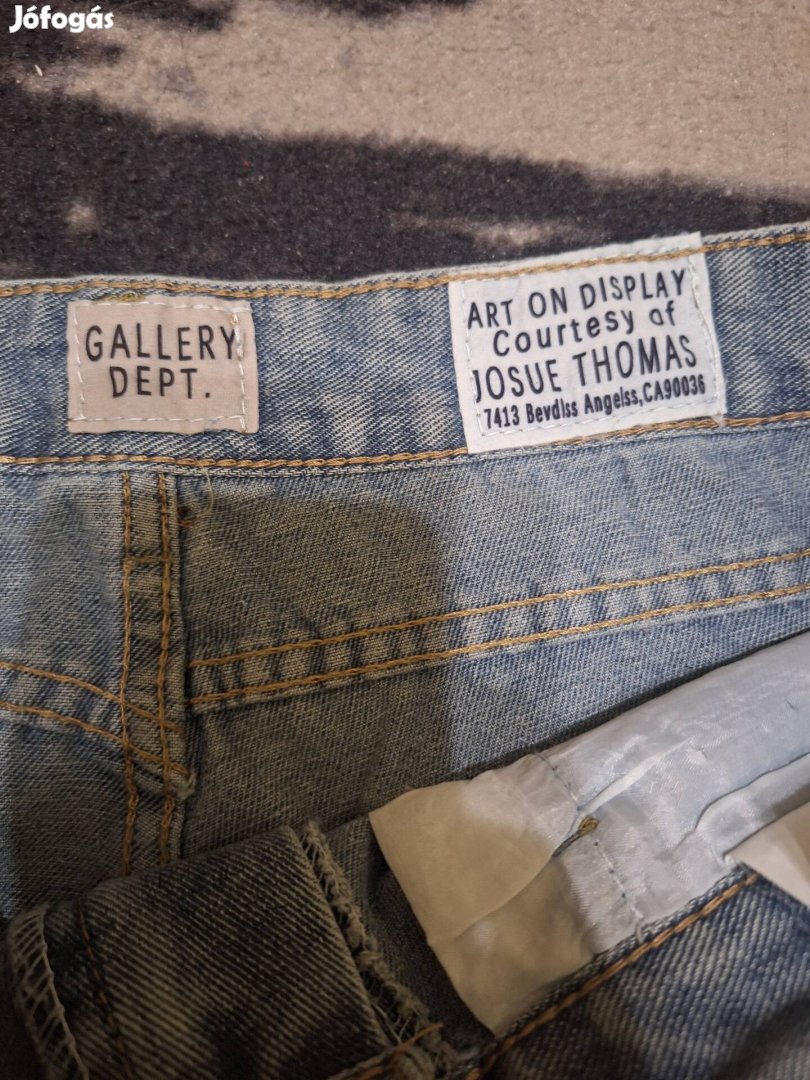 Jófogás
GALLERY
DEPT.
ART ON DISPLAY
Courtesy of
JOSUE THOMAS
7413 Bevdlss Angelss,CA90036